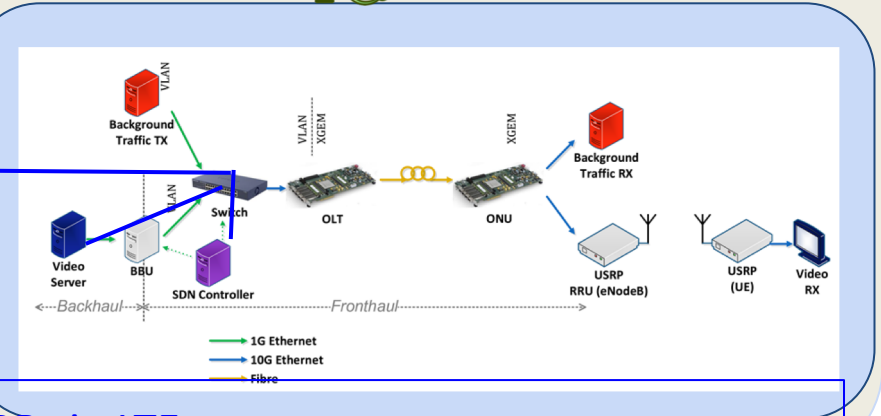 VLAN
Background
Traffic TX
VLAN
XGEM
XGEM
Background
Traffic RX
Switch
OLT
ONU
Video
Server
BBU
SDN Controller
USRP
RRU (eNodeB)
USRP
(UE)
Video
RX
Backhaul
Fronthaul
1G Ethernet
10G Ethernet
Fibre